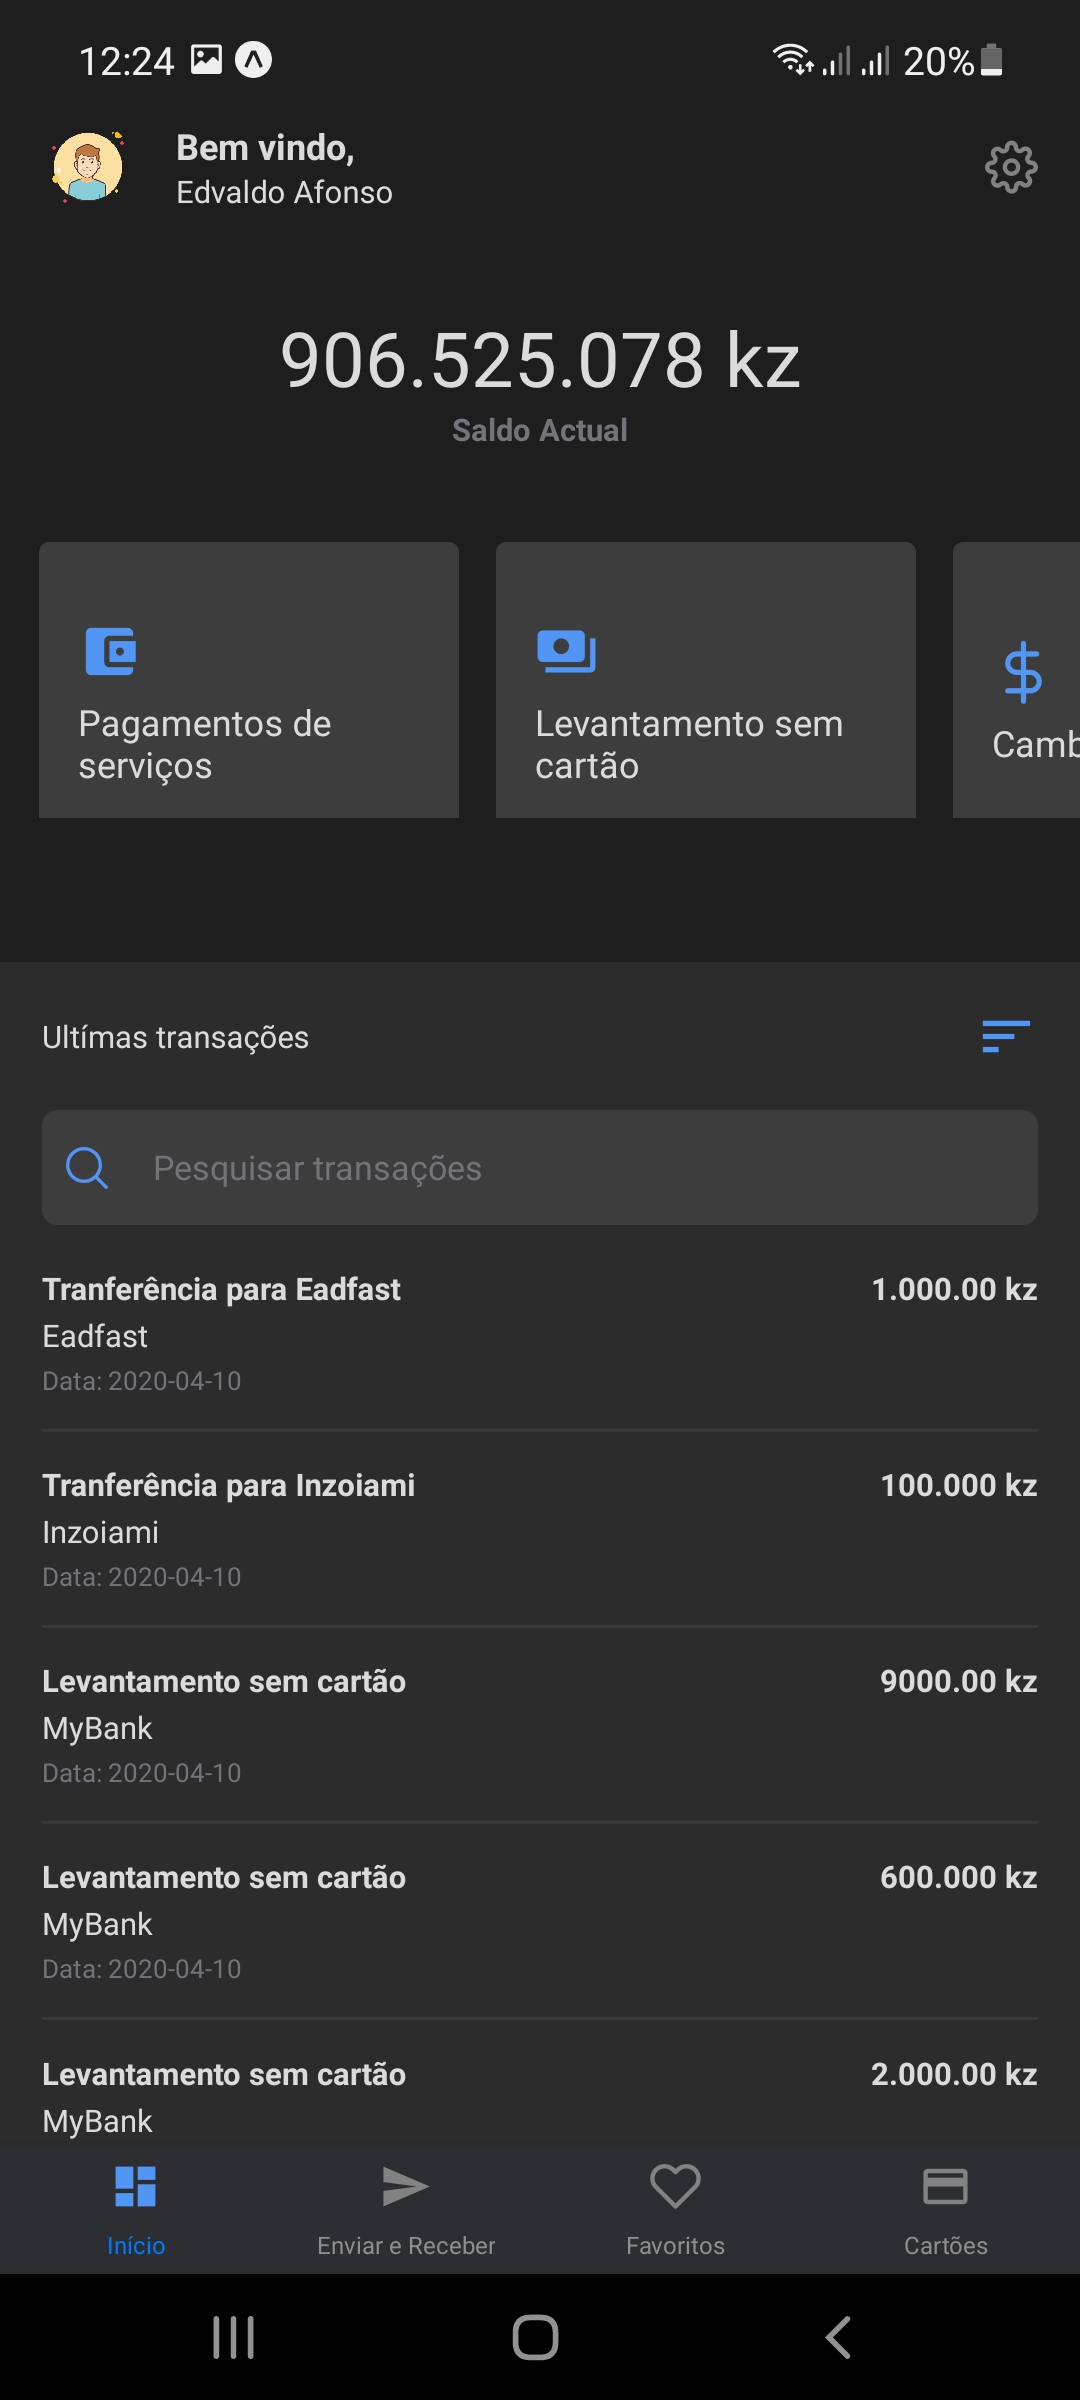 12:24
20%
Bem vindo,
Edvaldo Afonso
906.525.078 kz
Saldo Actual
Pagamentos de
serviços
Levantamento sem
cartão
Camb
Ultímas transações
Pesquisar transações
Tranferência para Eadfast
1.000.00 kz
Eadfast
Data: 2020-04-10
Tranferência para Inzoiami
100.000 kz
Inzoiami
Data: 2020-04-10
Levantamento sem cartão
9000.00 kz
MyBank
Data: 2020-04-10
Levantamento sem cartão
600.000 kz
MyBank
Data: 2020-04-10
Levantamento sem cartão
2.000.00 kz
MyBank
Início
Enviar e Receber
Favoritos
Cartões